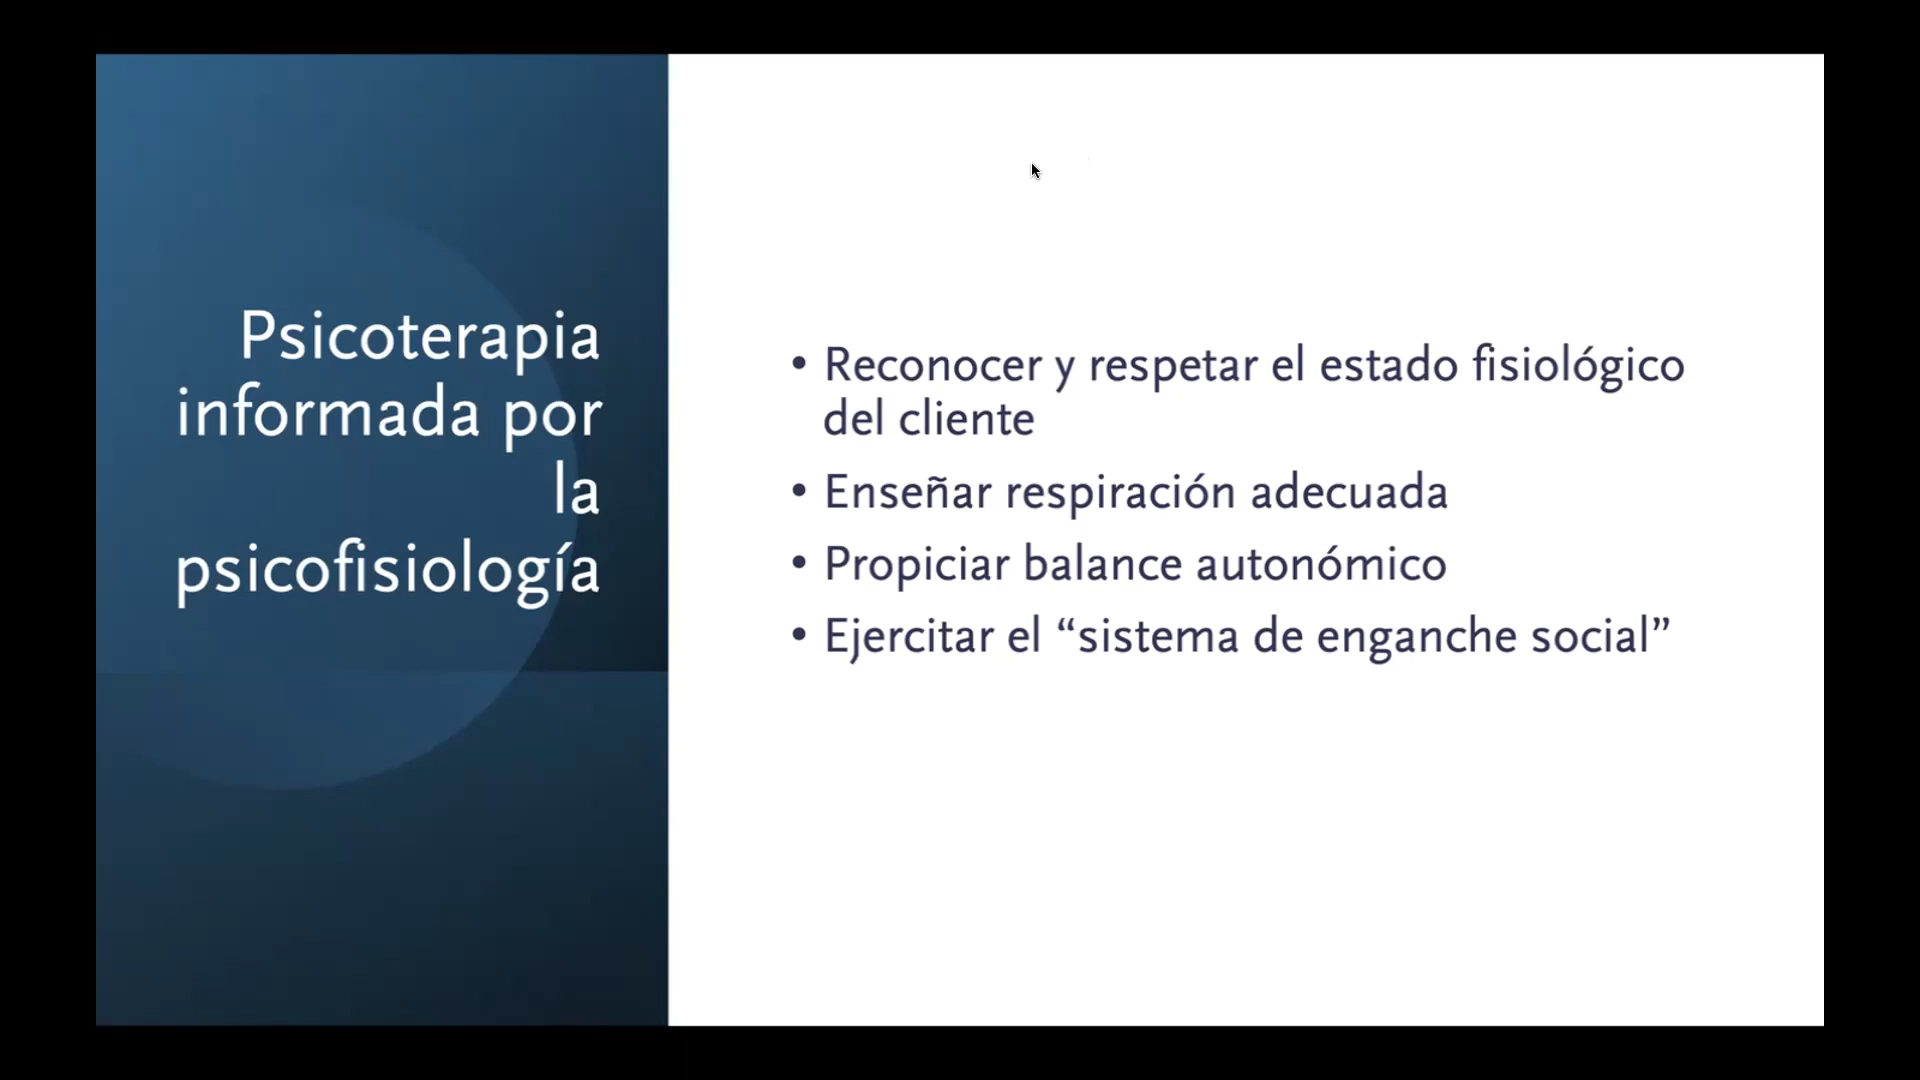 Psicoterapia
informada por
la
psicofisiología
• Reconocer y respetar el estado fisiológico
del cliente
• Enseñar respiración adecuada
• Propiciar balance autonómico
• Ejercitar el “sistema de enganche social”